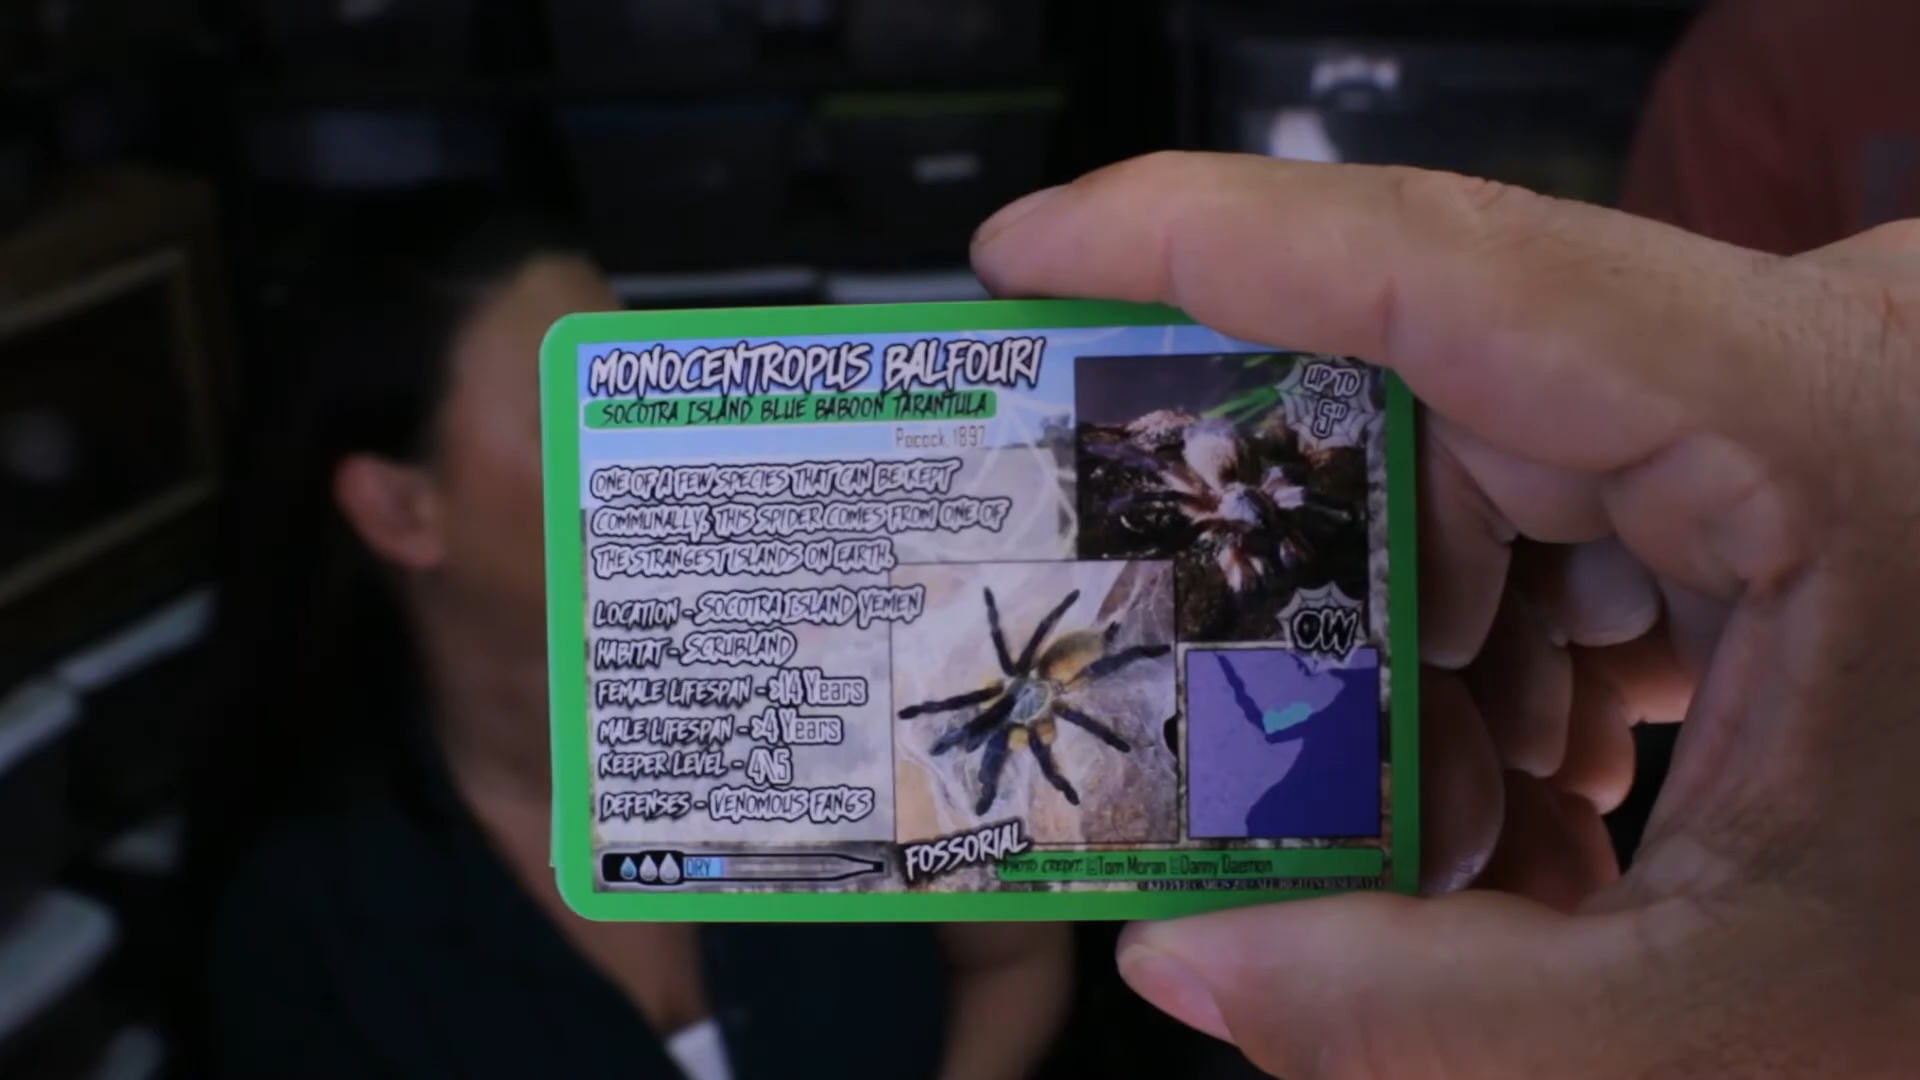 MONOCENTROPUS BALFOURI
SOCOTRA ISLAND BLUE BABOON TARANTULA
Pocock, 1897
UP TO
5"
ONE OF A FEW SPECIES THAT CAN BE KEPT
COMMUNALLY, THIS SPIDER COMES FROM ONE OF
THE STRANGEST ISLANDS ON EARTH.
LOCATION - SOCOTRA ISLAND YEMEN
HABITAT - SCRUBLAND
FEMALE LIFESPAN - >14 Years
MALE LIFESPAN - >4 Years
KEEPER LEVEL - 4\5
DEFENSES - VENOMOUS FANGS
OW
DRY
FOSSORIAL
PHOTO CREDIT: Tom Moran Danny Daemon